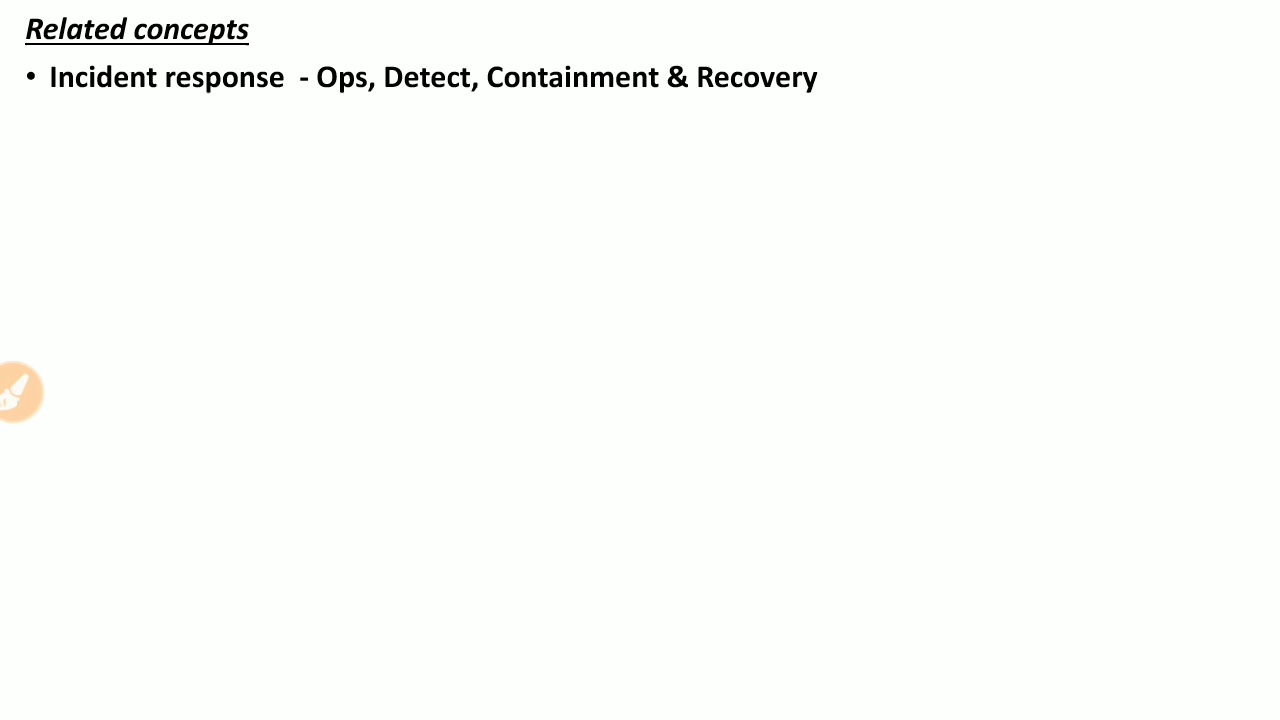 Related concepts
• Incident response  - Ops, Detect, Containment & Recovery